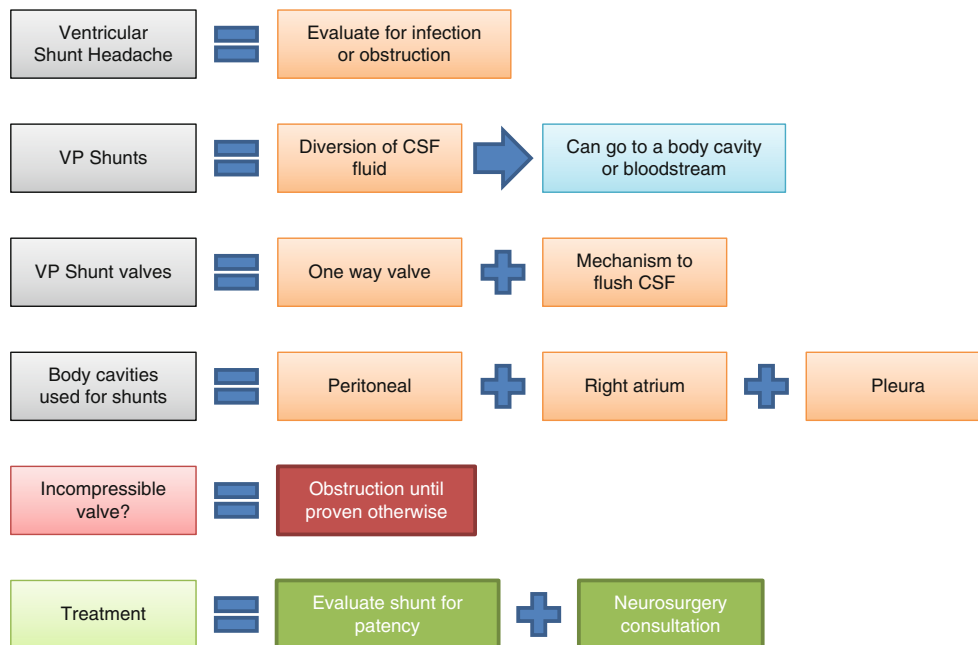 Ventricular
Shunt Headache
Evaluate for infection
or obstruction
VP Shunts
Diversion of CSF
fluid
Can go to a body cavity
or bloodstream
VP Shunt valves
One way valve
Mechanism to
flush CSF
Body cavities
used for shunts
Peritoneal
Right atrium
Pleura
Incompressible
valve?
Obstruction until
proven otherwise
Treatment
Evaluate shunt for
patency
Neurosurgery
consultation